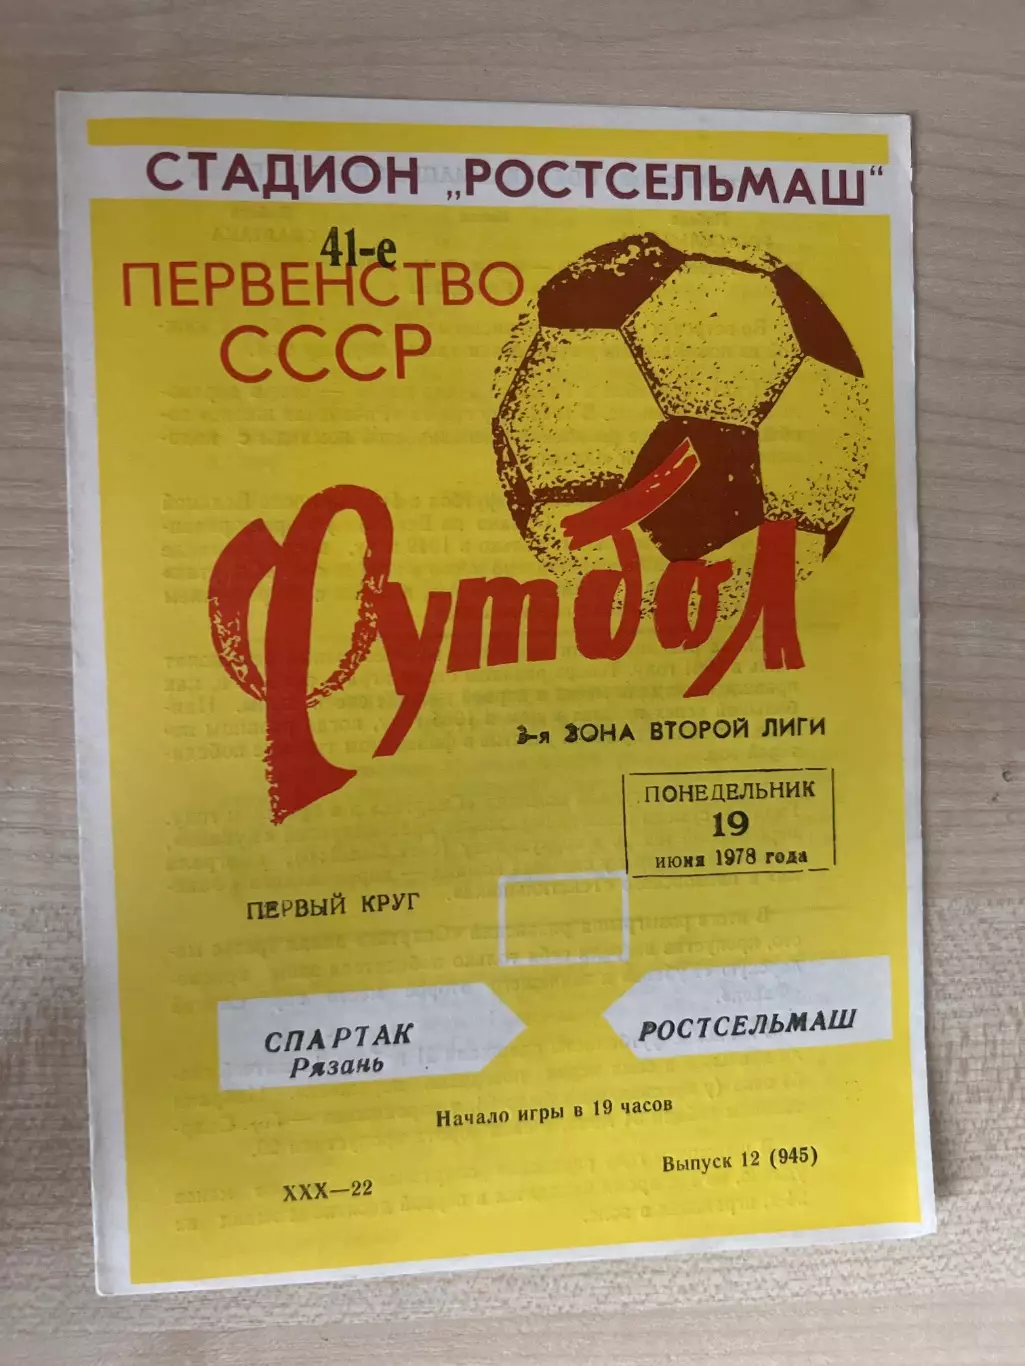 СТАДИОН „РОСТСЕЛЬМАШ“
41-е
ПЕРВЕНСТВО
СССР
Футбол
3-я ЗОНА ВТОРОЙ ЛИГИ
ПОНЕДЕЛЬНИК
19
июня 1978 года
ПЕРВЫЙ КРУГ
СПАРТАК
Рязань
РОСТСЕЛЬМАШ
Начало игры в 19 часов
Выпуск 12 (945)
XXX—22